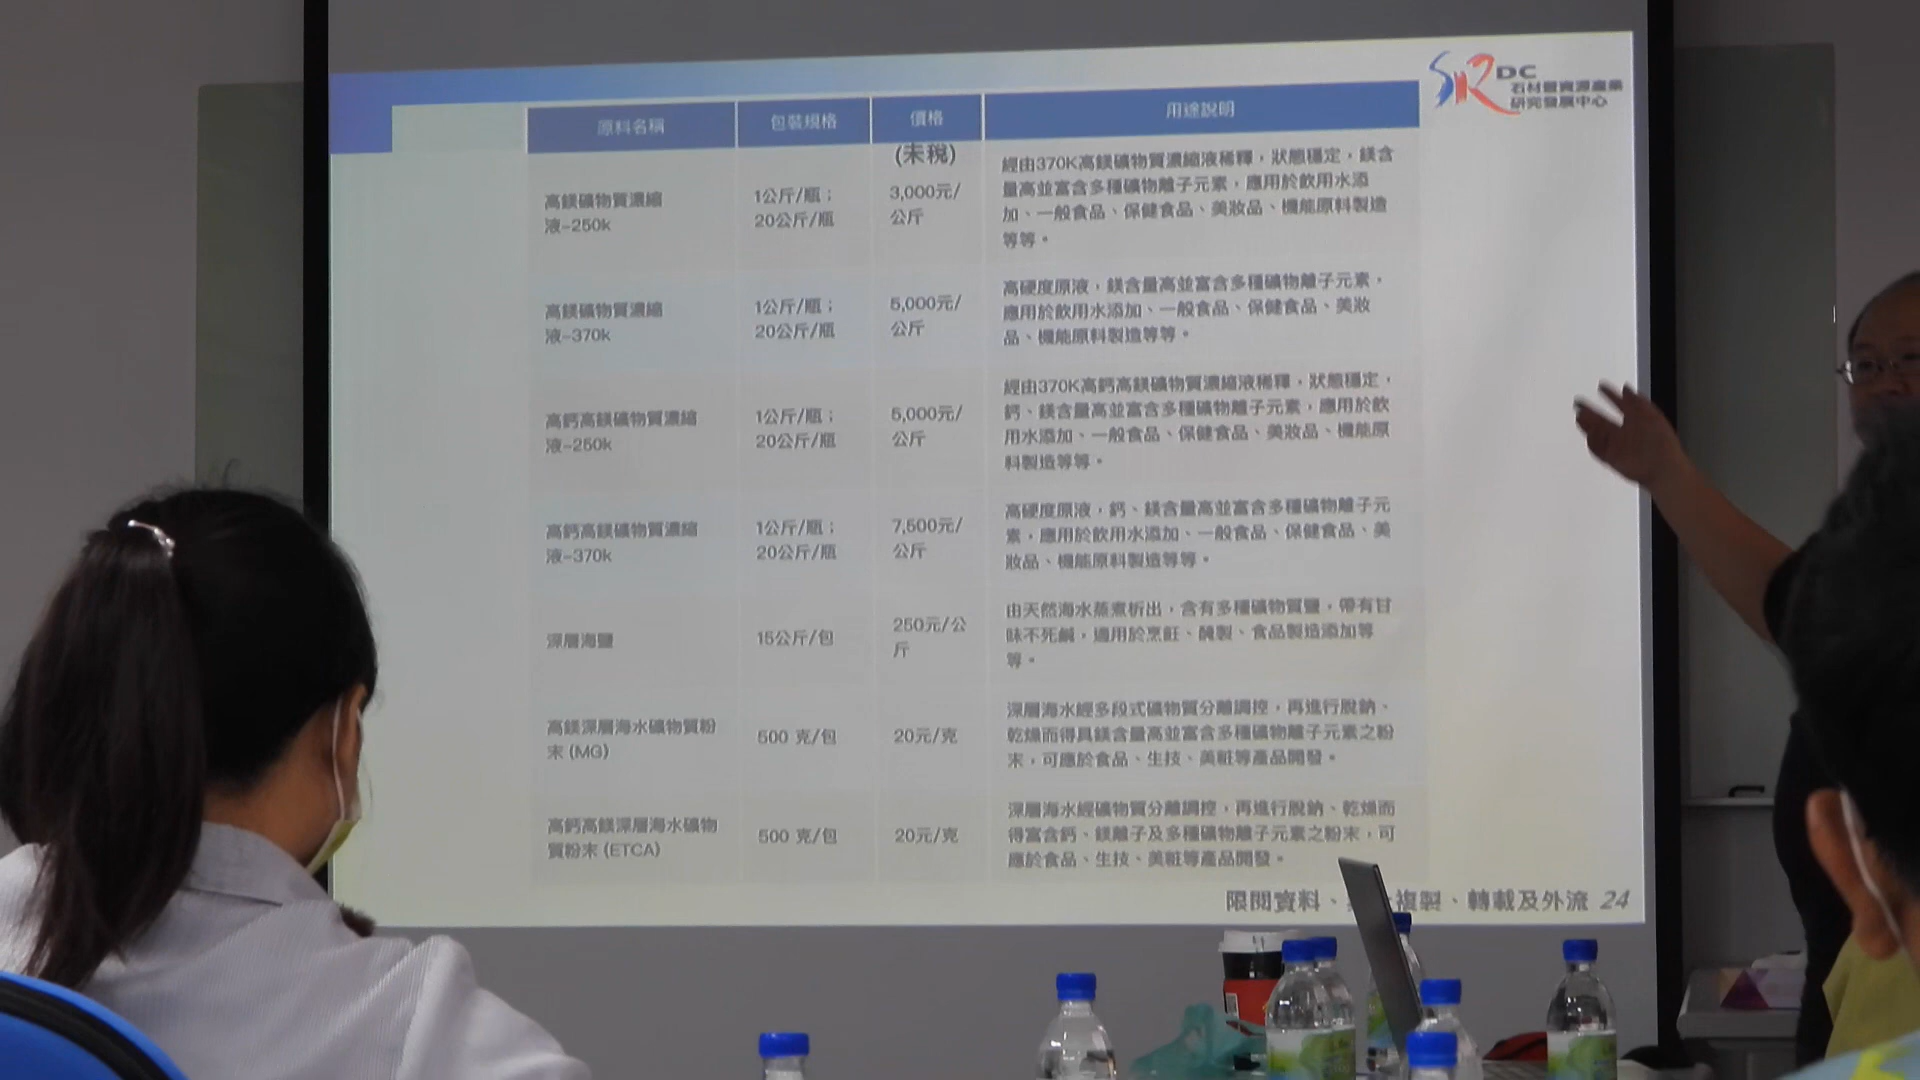 SRDC
石材暨資源產業
研究發展中心
原料名稱 包裝規格 價格 用途說明
(未稅)
高鎂礦物質濃縮
液-250k
1公斤/瓶；
20公斤/瓶
3,000元/
公斤
經由370K高鎂礦物質濃縮液稀釋，狀態穩定，鎂含
量高並富含多種礦物離子元素，應用於飲用水添
加、一般食品、保健食品、美妝品、機能原料製造
等等。
高鎂礦物質濃縮
液-370k
1公斤/瓶；
20公斤/瓶
5,000元/
公斤
高硬度原液，鎂含量高並富含多種礦物離子元素，
應用於飲用水添加、一般食品、保健食品、美妝
品、機能原料製造等等。
高鈣高鎂礦物質濃縮
液-250k
1公斤/瓶；
20公斤/瓶
5,000元/
公斤
經由370K高鈣高鎂礦物質濃縮液稀釋，狀態穩定，
鈣、鎂含量高並富含多種礦物離子元素，應用於飲
用水添加、一般食品、保健食品、美妝品、機能原
料製造等等。
高鈣高鎂礦物質濃縮
液-370k
1公斤/瓶；
20公斤/瓶
7,500元/
公斤
高硬度原液，鈣、鎂含量高並富含多種礦物離子元
素，應用於飲用水添加、一般食品、保健食品、美
妝品、機能原料製造等等。
深層海鹽
15公斤/包
250元/公
斤
由天然海水蒸煮析出，含有多種礦物質鹽，帶有甘
味不死鹹，適用於烹飪、醃製、食品製造添加等
等。
高鎂深層海水礦物質粉
末 (MG)
500 克/包
20元/克
深層海水經多段式礦物質分離調控，再進行脫鈉、
乾燥而得具鎂含量高並富含多種礦物離子元素之粉
末，可應於食品、生技、美粧等產品開發。
高鈣高鎂深層海水礦物
質粉末 (ETCA)
500 克/包
20元/克
深層海水經礦物質分離調控，再進行脫鈉、乾燥而
得富含鈣、鎂離子及多種礦物離子元素之粉末，可
應於食品、生技、美粧等產品開發。
限閱資料、 複製、轉載及外流 24